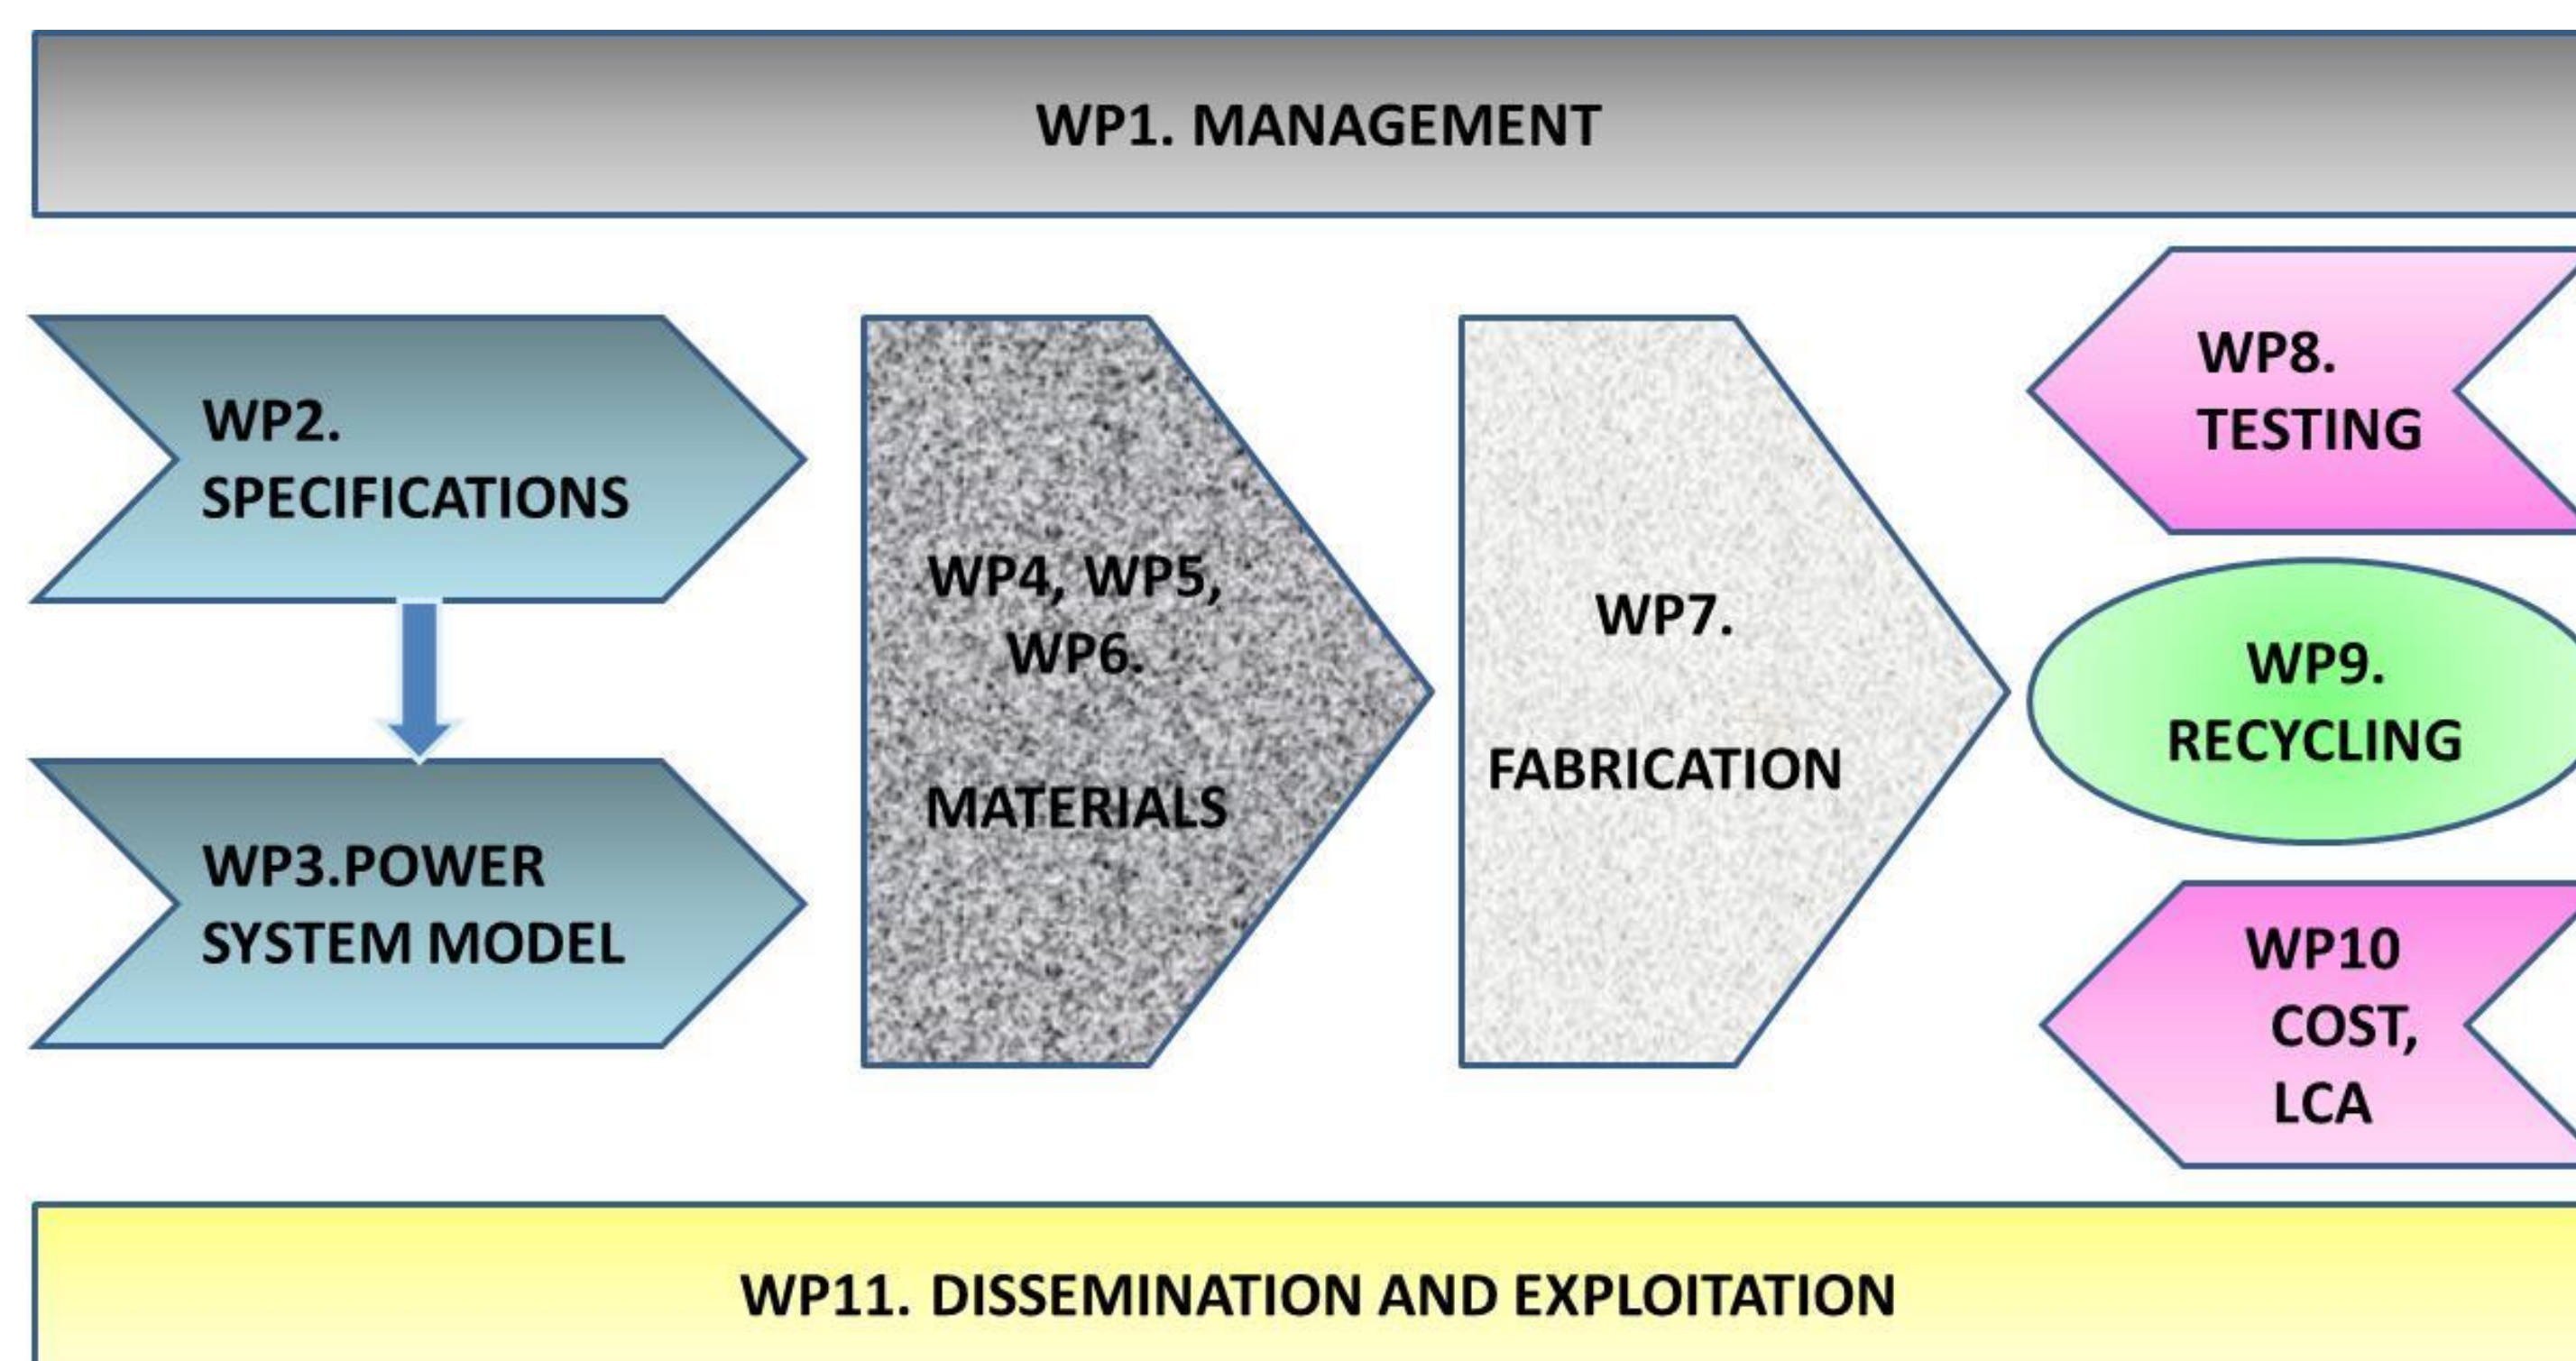 WP1. MANAGEMENT
WP2.
SPECIFICATIONS
WP3.POWER
SYSTEM MODEL
WP4, WP5,
WP6.
MATERIALS
WP7.
FABRICATION
WP8.
TESTING
WP9.
RECYCLING
WP10
COST,
LCA
WP11. DISSEMINATION AND EXPLOITATION